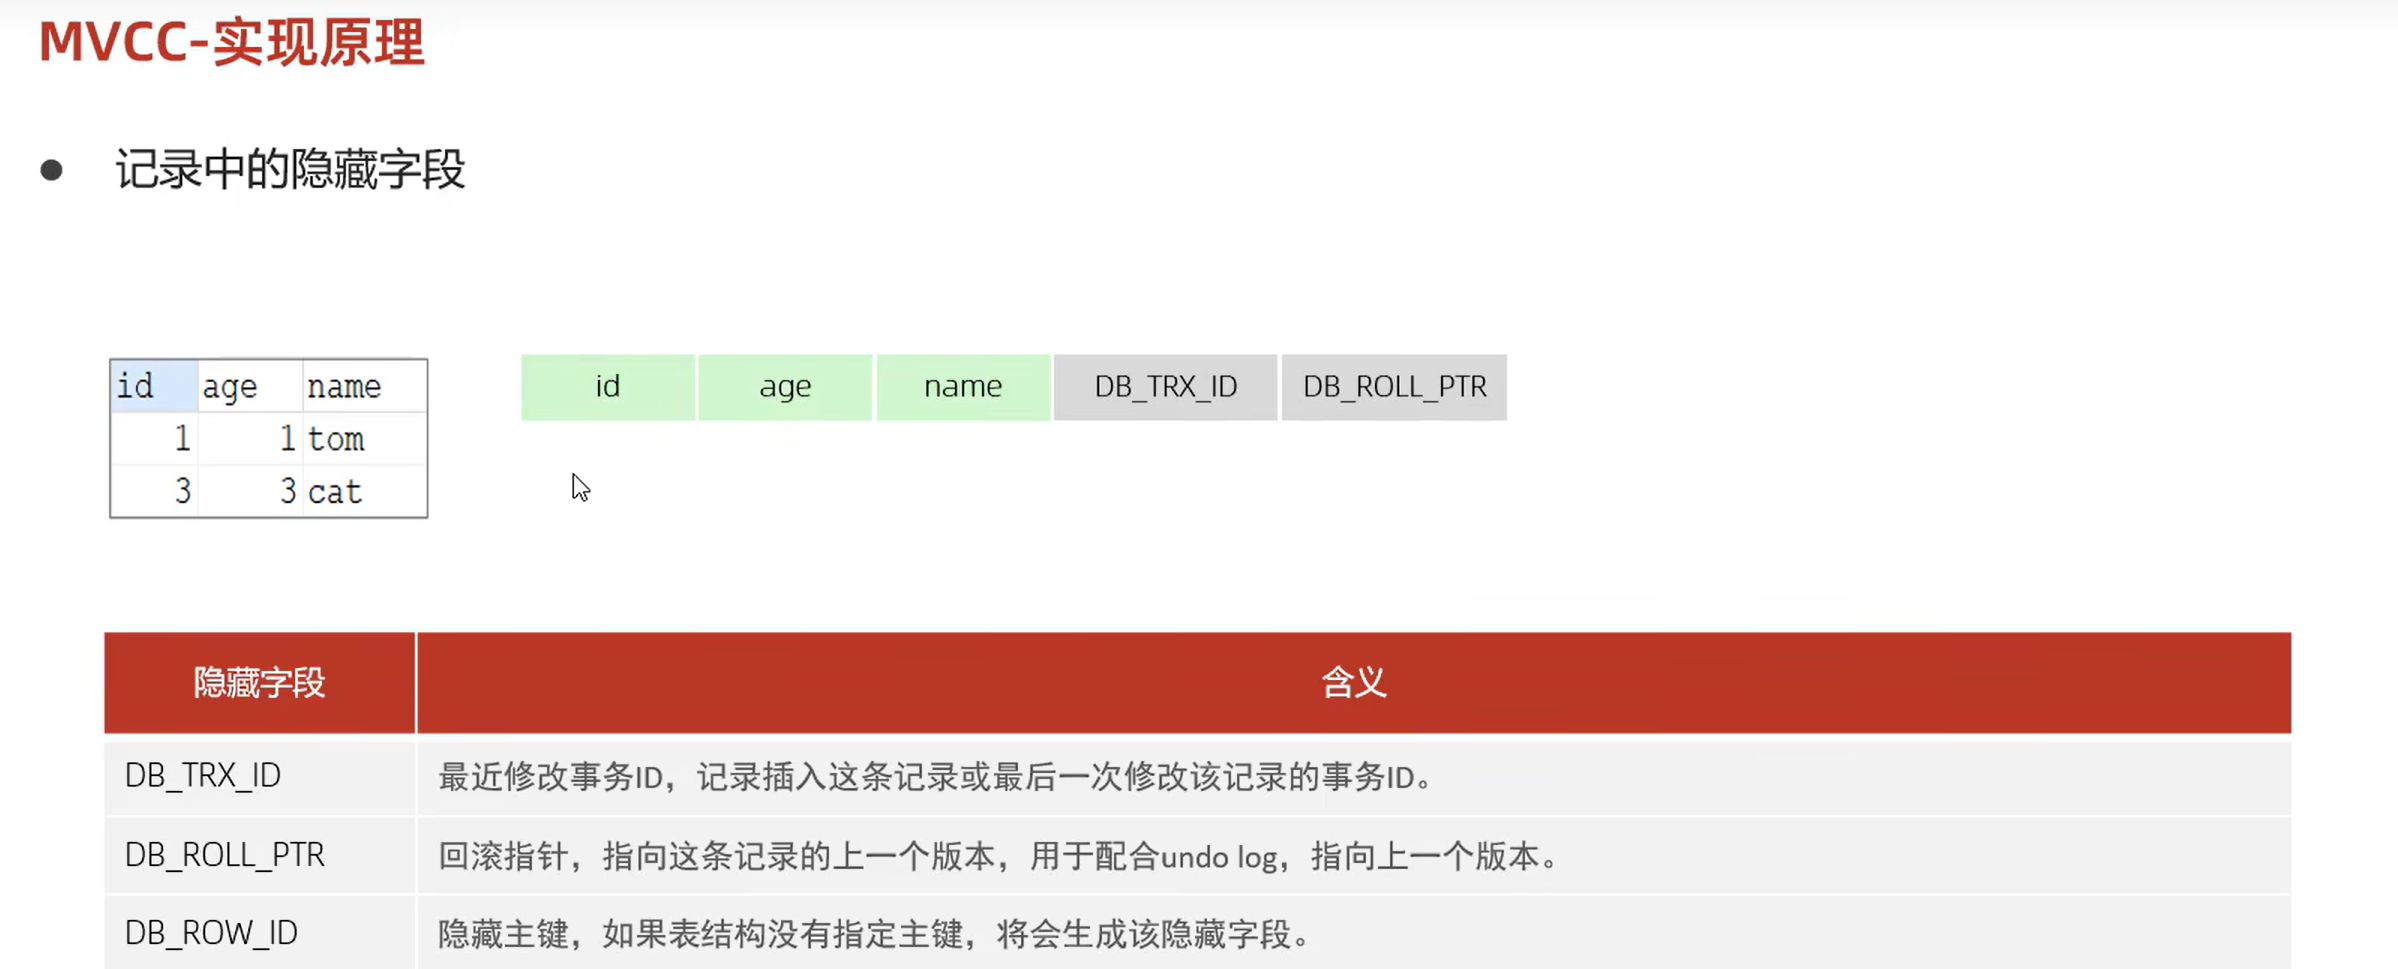 MVCC-实现原理
● 记录中的隐藏字段
id age name
1 1 tom
3 3 cat
id age name DB_TRX_ID DB_ROLL_PTR
隐藏字段 含义
DB_TRX_ID 最近修改事务ID，记录插入这条记录或最后一次修改该记录的事务ID。
DB_ROLL_PTR 回滚指针，指向这条记录的上一个版本，用于配合undo log，指向上一个版本。
DB_ROW_ID 隐藏主键，如果表结构没有指定主键，将会生成该隐藏字段。